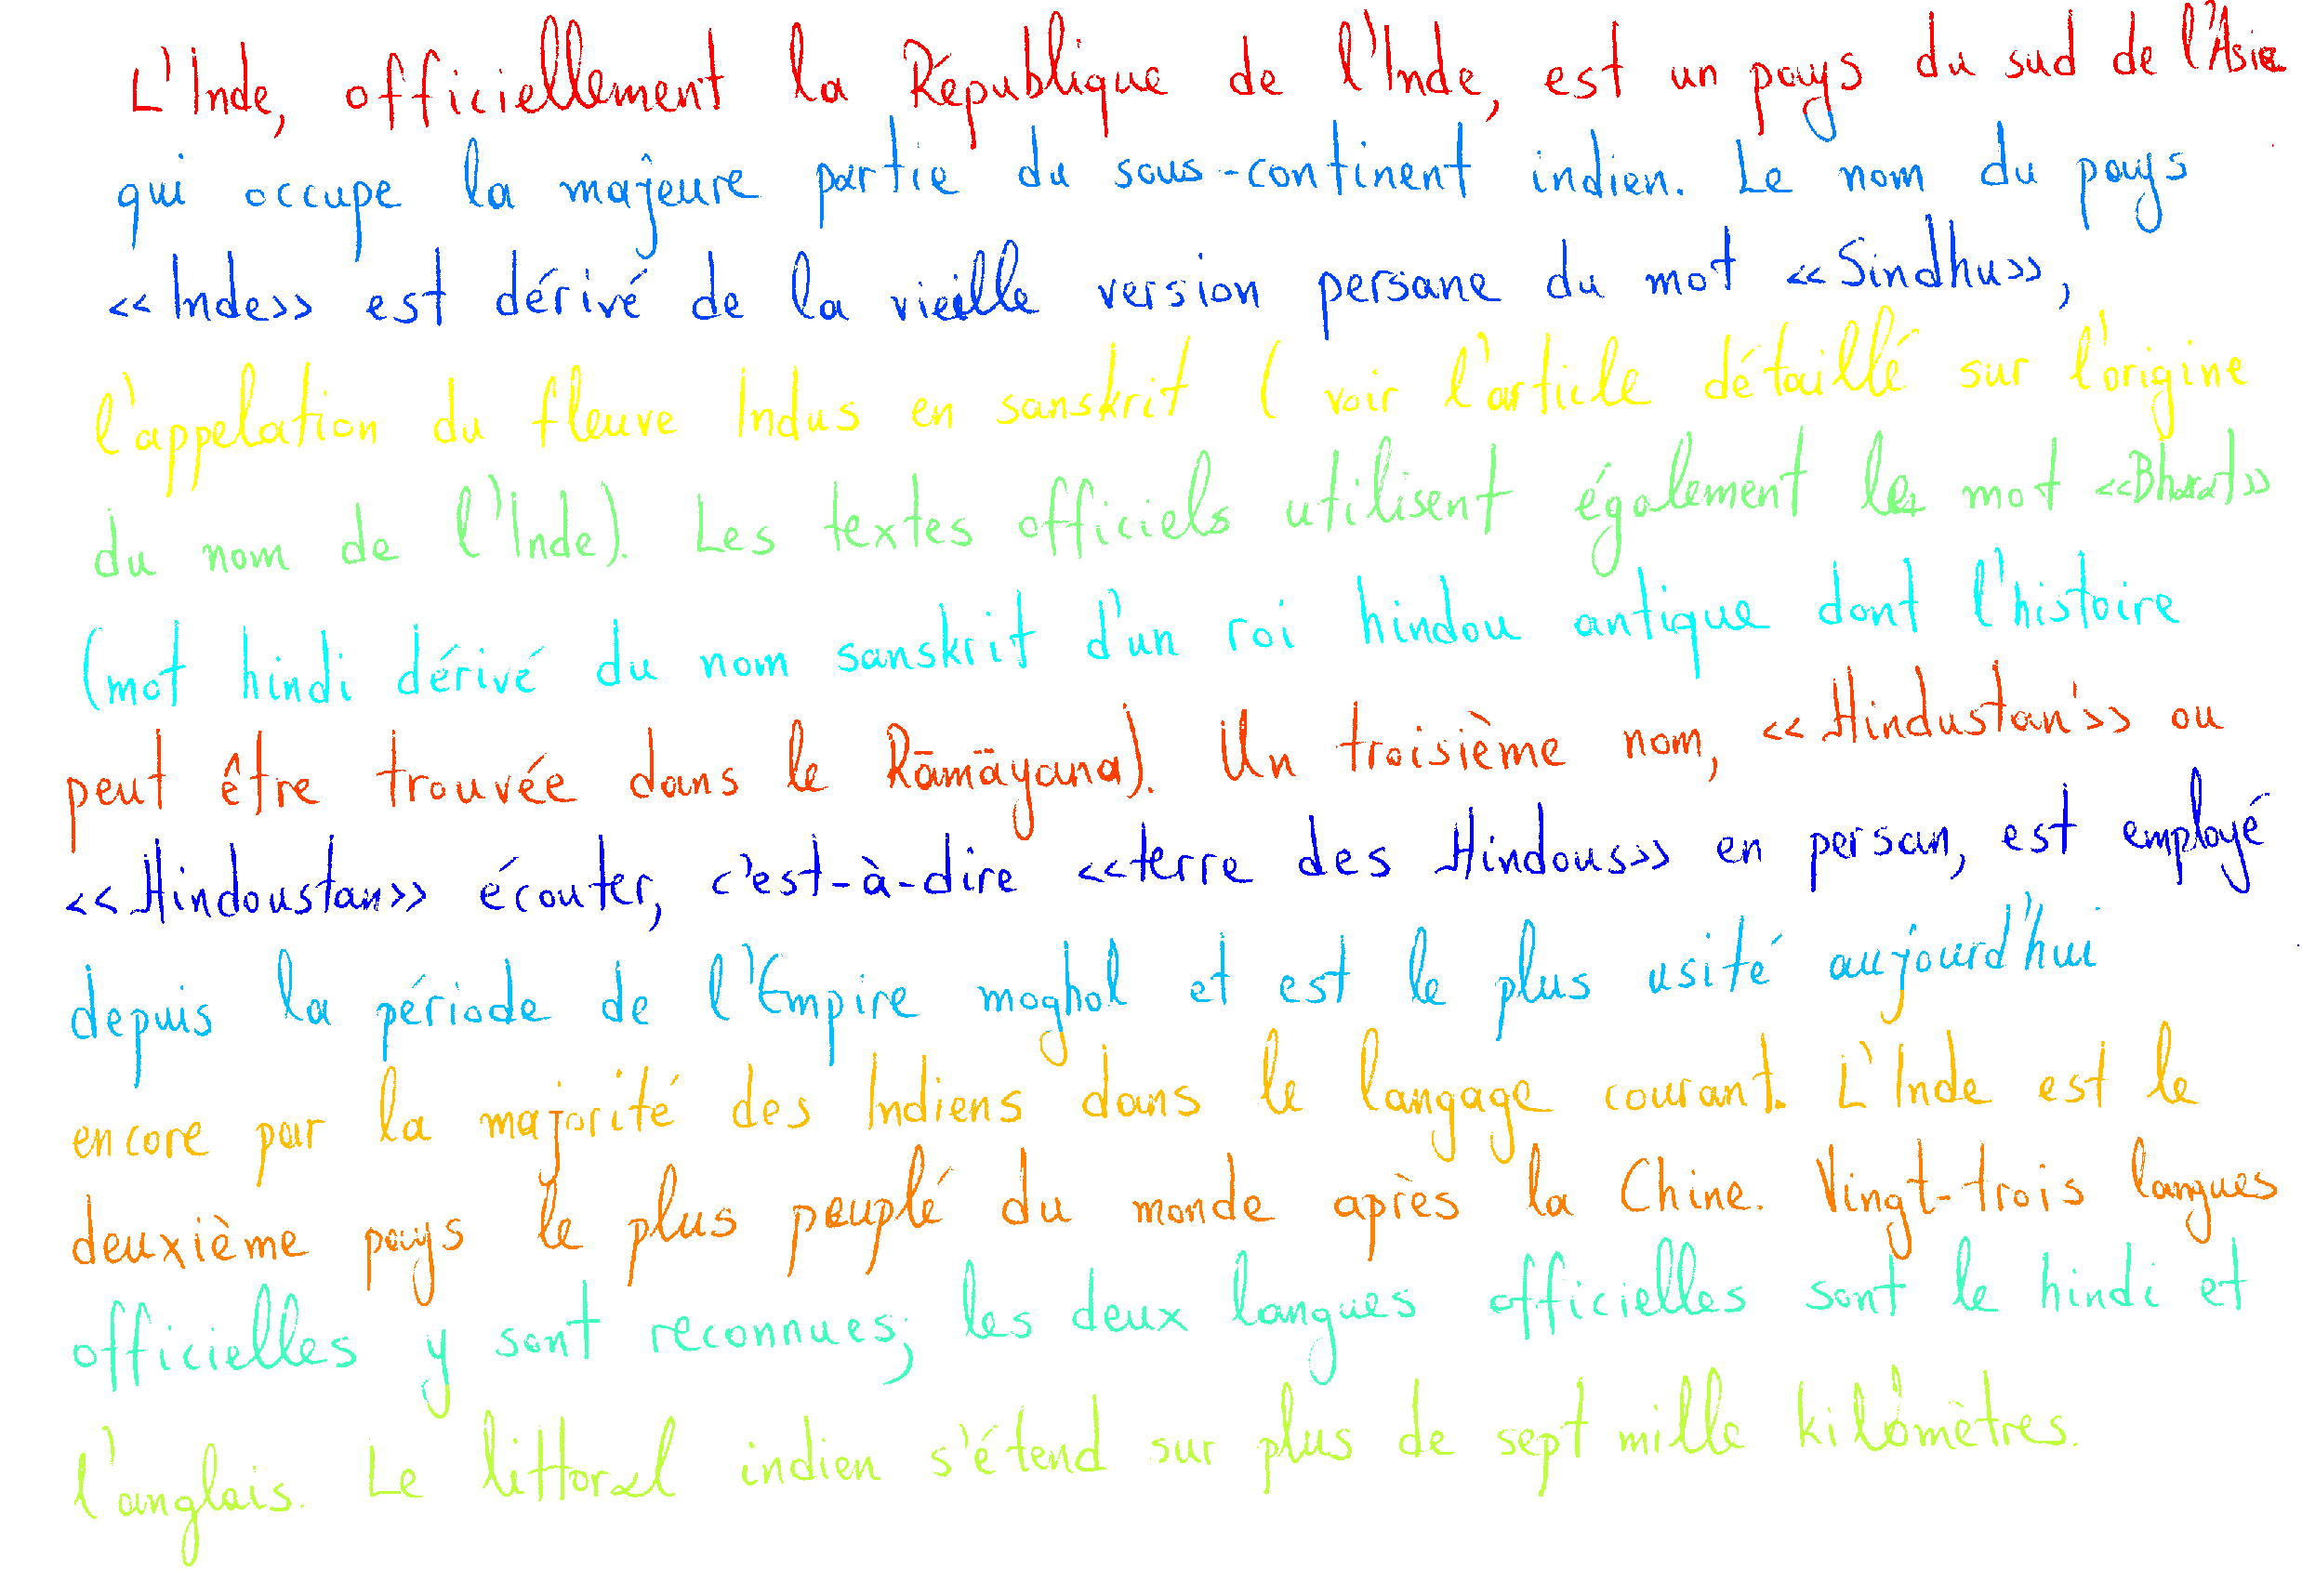 L'Inde, officiellement la République de l'Inde, est un pays du sud de l'Asie
qui occupe la majeure partie du sous-continent indien. Le nom du pays
<<Inde>> est dérivé de la vieille version persane du mot <<Sindhu>>,
l'appelation du fleuve Indus en sanskrit ( voir l'article détaillé sur l'origine
du nom de l'Inde). Les textes officiels utilisent également le mot <<Bharat>>
(mot hindi dérivé du nom sanskrit d'un roi hindou antique dont l'histoire
peut être trouvée dans le Rāmāyana). Un troisième nom, <<Hindustan>> ou
<<Hindoustan>> écouter, c'est-à-dire <<terre des Hindous>> en persan, est employé
depuis la période de l'Empire moghol et est le plus usité aujourd'hui
encore par la majorité des Indiens dans le langage courant. L'Inde est le
deuxième pays le plus peuplé du monde après la Chine. Vingt-trois langues
officielles y sont reconnues; les deux langues officielles sont le hindi et
l'anglais. Le littoral indien s'étend sur plus de sept mille kilomètres.